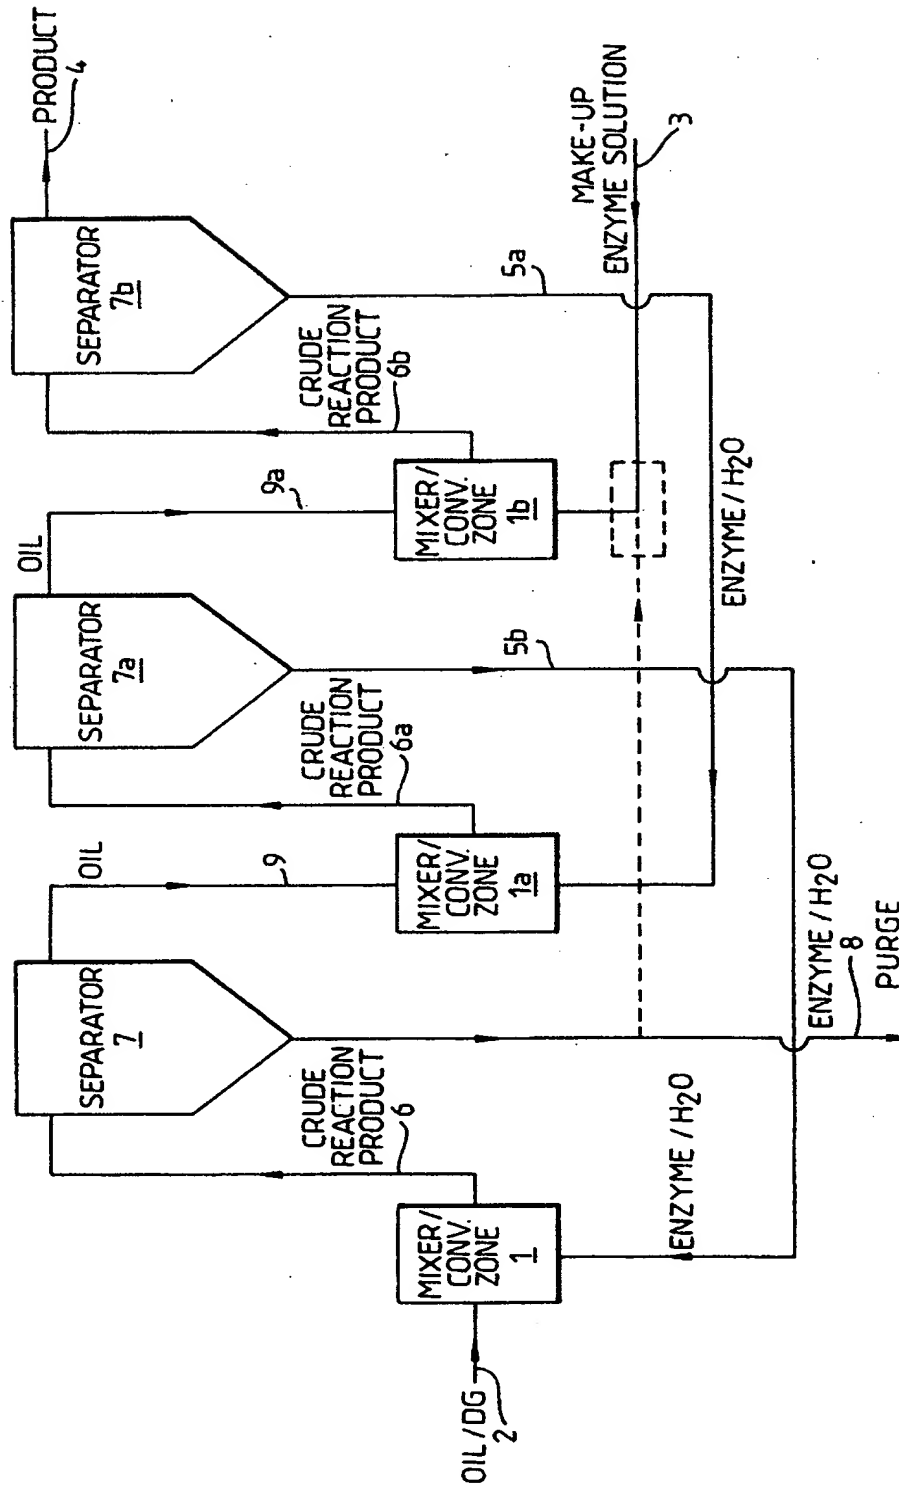 OIL/DG
2
MIXER/
CONV.
ZONE
1
CRUDE
REACTION
PRODUCT
6
SEPARATOR
7
OIL
9
MIXER/
CONV.
ZONE
1a
CRUDE
REACTION
PRODUCT
6a
SEPARATOR
7a
OIL
9a
MIXER/
CONV.
ZONE
1b
CRUDE
REACTION
PRODUCT
6b
SEPARATOR
7b
PRODUCT
4
MAKE-UP
ENZYME SOLUTION
3
5a
ENZYME/H2O
5b
ENZYME/H2O
ENZYME/H2O
8
PURGE